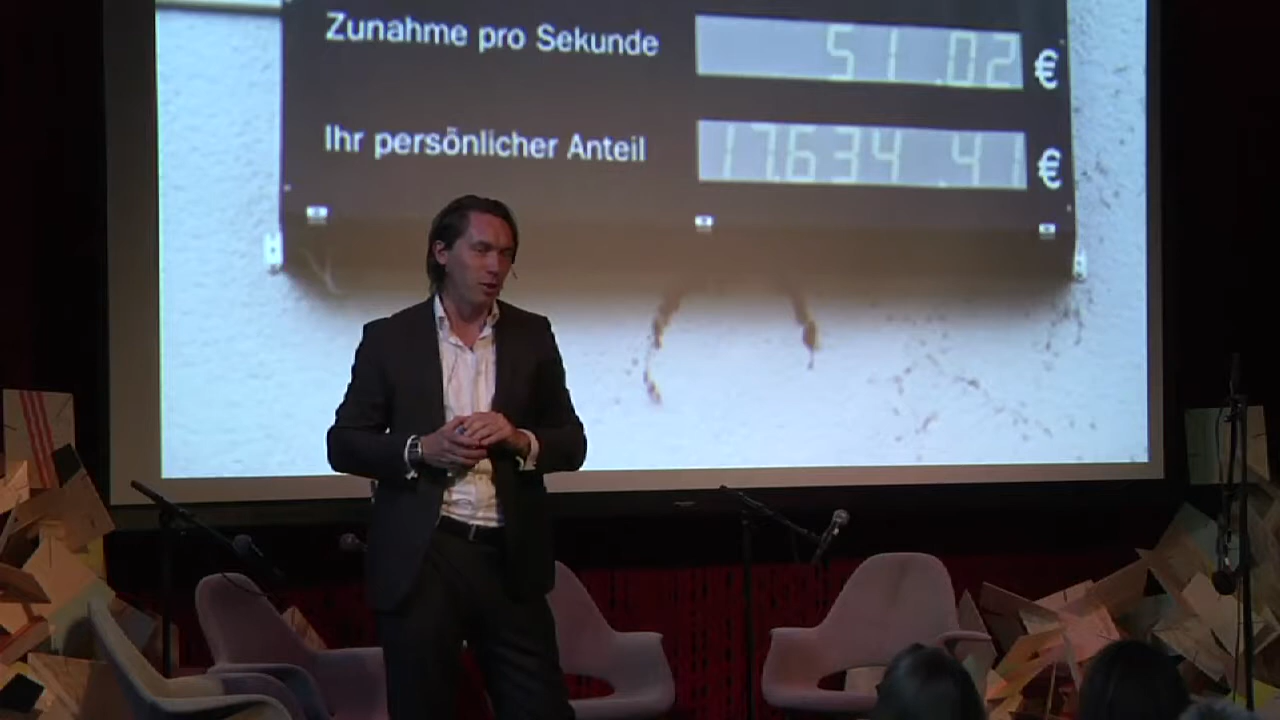 Zunahme pro Sekunde 51.02 €
Ihr persönlicher Anteil 17.634.41 €